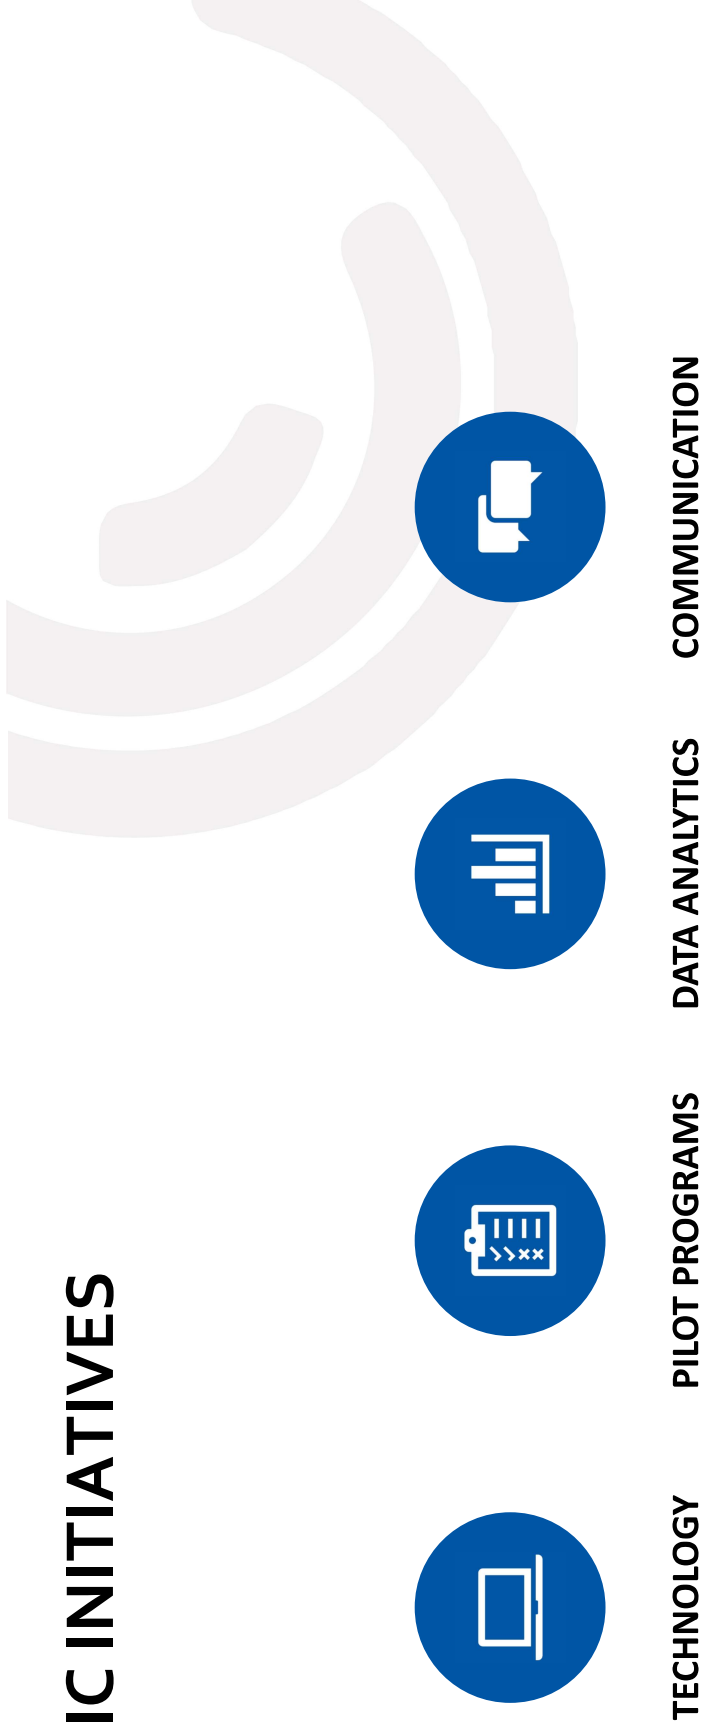 IC INITIATIVES
TECHNOLOGY
PILOT PROGRAMS
DATA ANALYTICS
COMMUNICATION